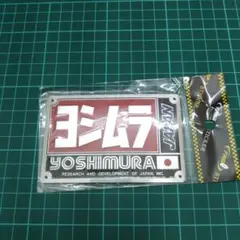 ヨシムラ
YOSHIMURA
RESEARCH AND DEVELOPMENT OF JAPAN, INC.